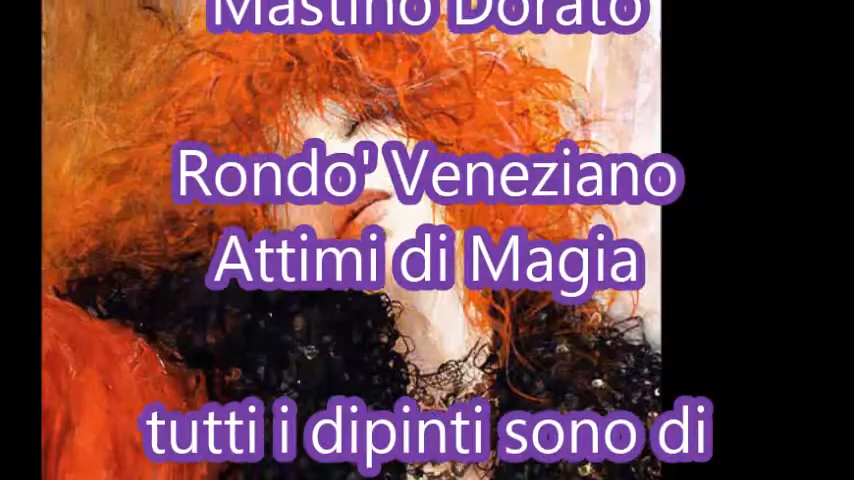 Mastino Dorato
Rondo' Veneziano
Attimi di Magia
tutti i dipinti sono di